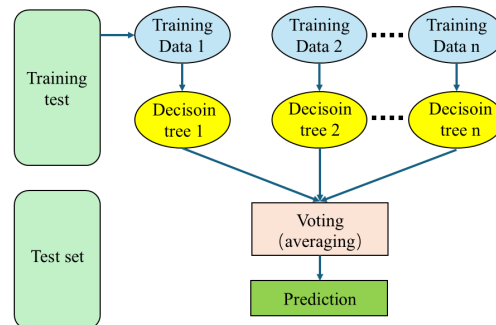 Training
test
Training
Data 1
Training
Data 2
Training
Data n
Decisoin
tree 1
Decisoin
tree 2
Decisoin
tree n
Voting
(averaging)
Test set
Prediction